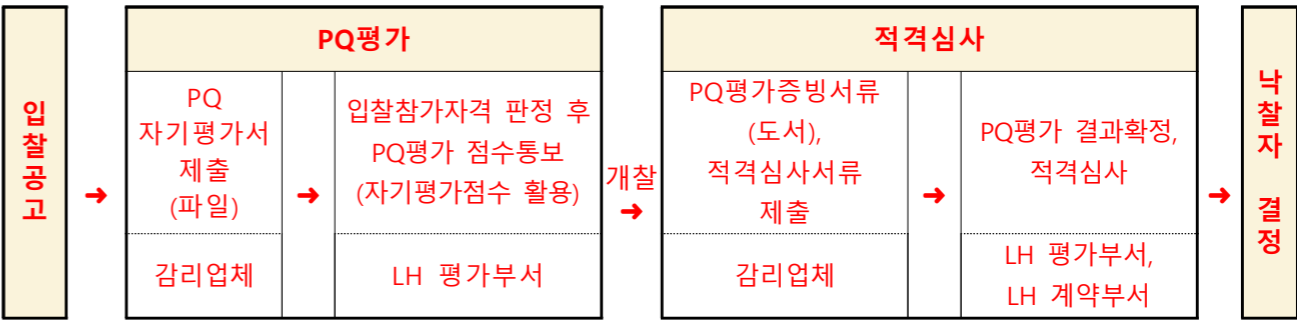 입찰공고
PQ평가
PQ
자기평가서
제출
(파일)
감리업체
입찰참가자격 판정 후
PQ평가 점수통보
(자기평가점수 활용)
LH 평가부서
개찰
적격심사
PQ평가증빙서류
(도서),
적격심사서류
제출
감리업체
PQ평가 결과확정,
적격심사
LH 평가부서,
LH 계약부서
낙찰자 결정